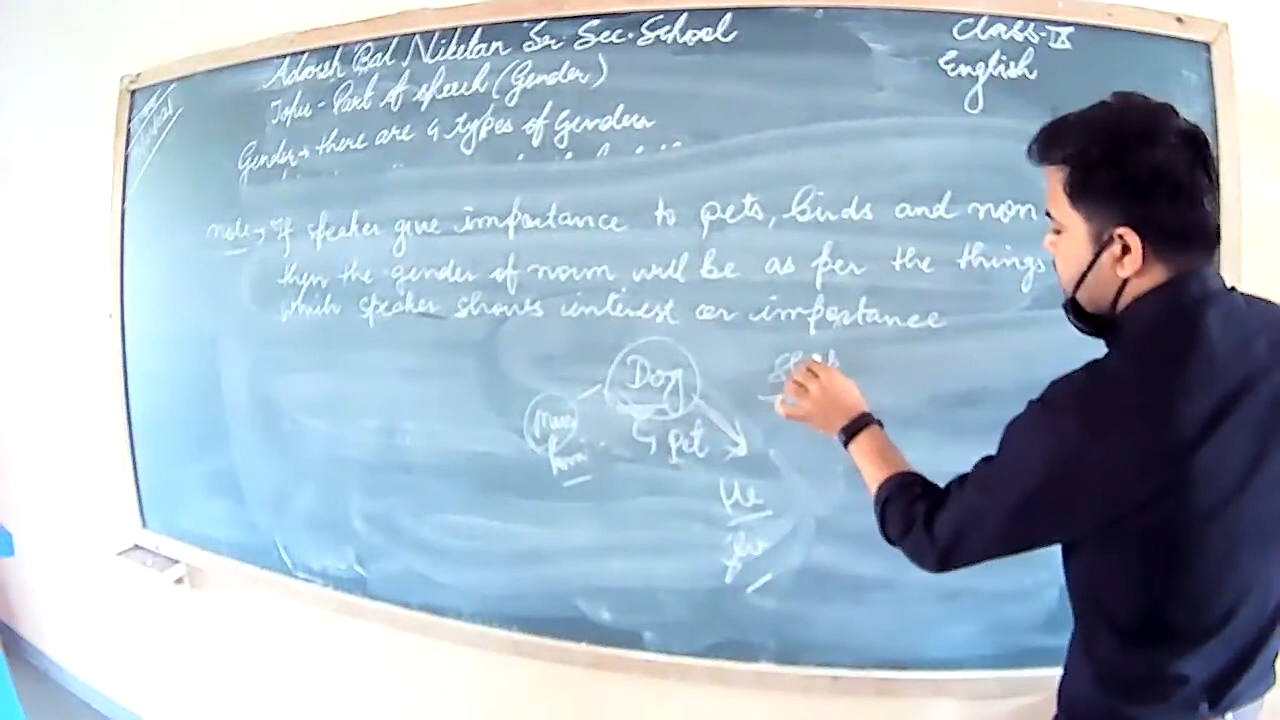 Adarsh Bal Niketan Sr. Sec. School
Class-IX
English
Topic - Part of speech (Gender)
Gender → there are 4 types of Genders
note → If speaker give importance to pets, birds and non
then the gender of noun will be as per the things
which speaker shows interest or importance
Dog
↳ Pet
He